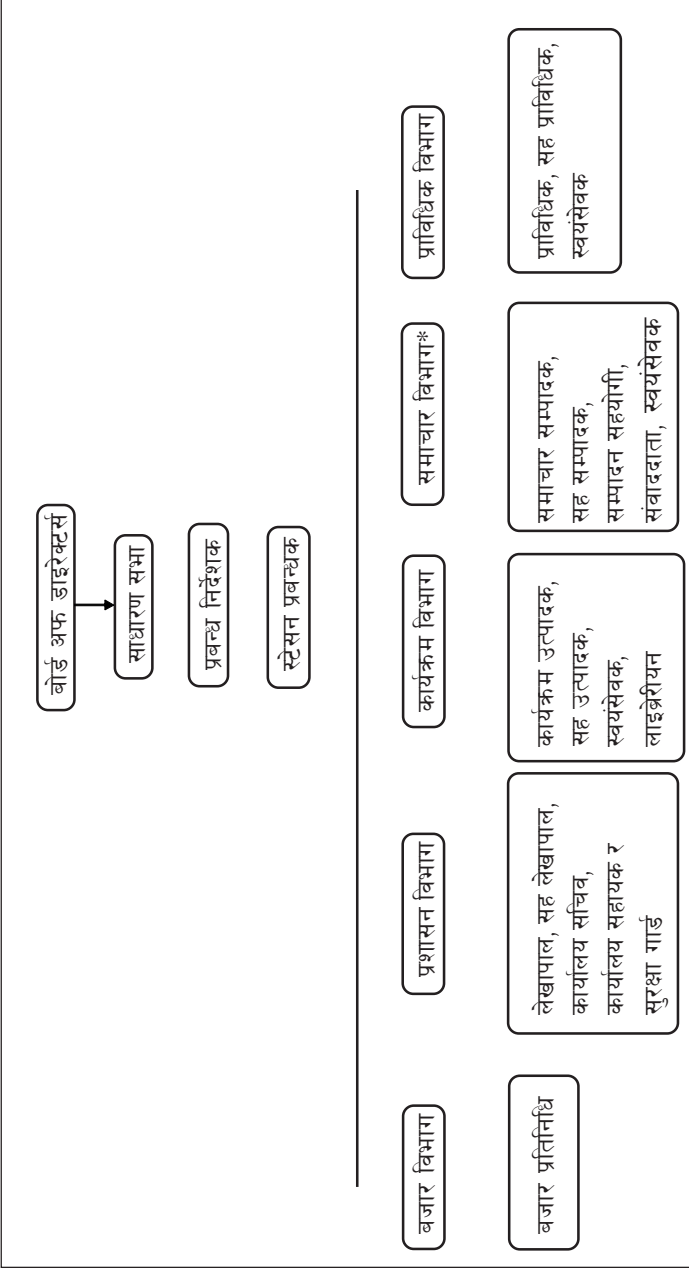 बोर्ड अफ डाइरेक्टर्स
साधारण सभा
प्रबन्ध निर्देशक
स्टेसन प्रबन्धक
बजार विभाग
प्रशासन विभाग
कार्यक्रम विभाग
समाचार विभाग*
प्राविधिक विभाग
बजार प्रतिनिधि
लेखापाल, सह लेखापाल,
कार्यालय सचिव,
कार्यालय सहायक र
सुरक्षा गार्ड
कार्यक्रम उत्पादक,
सह उत्पादक,
स्वयंसेवक,
लाइब्रेरीयन
समाचार सम्पादक,
सह सम्पादक,
सम्पादन सहयोगी,
संवाददाता, स्वयंसेवक
प्राविधिक, सह प्राविधिक,
स्वयंसेवक